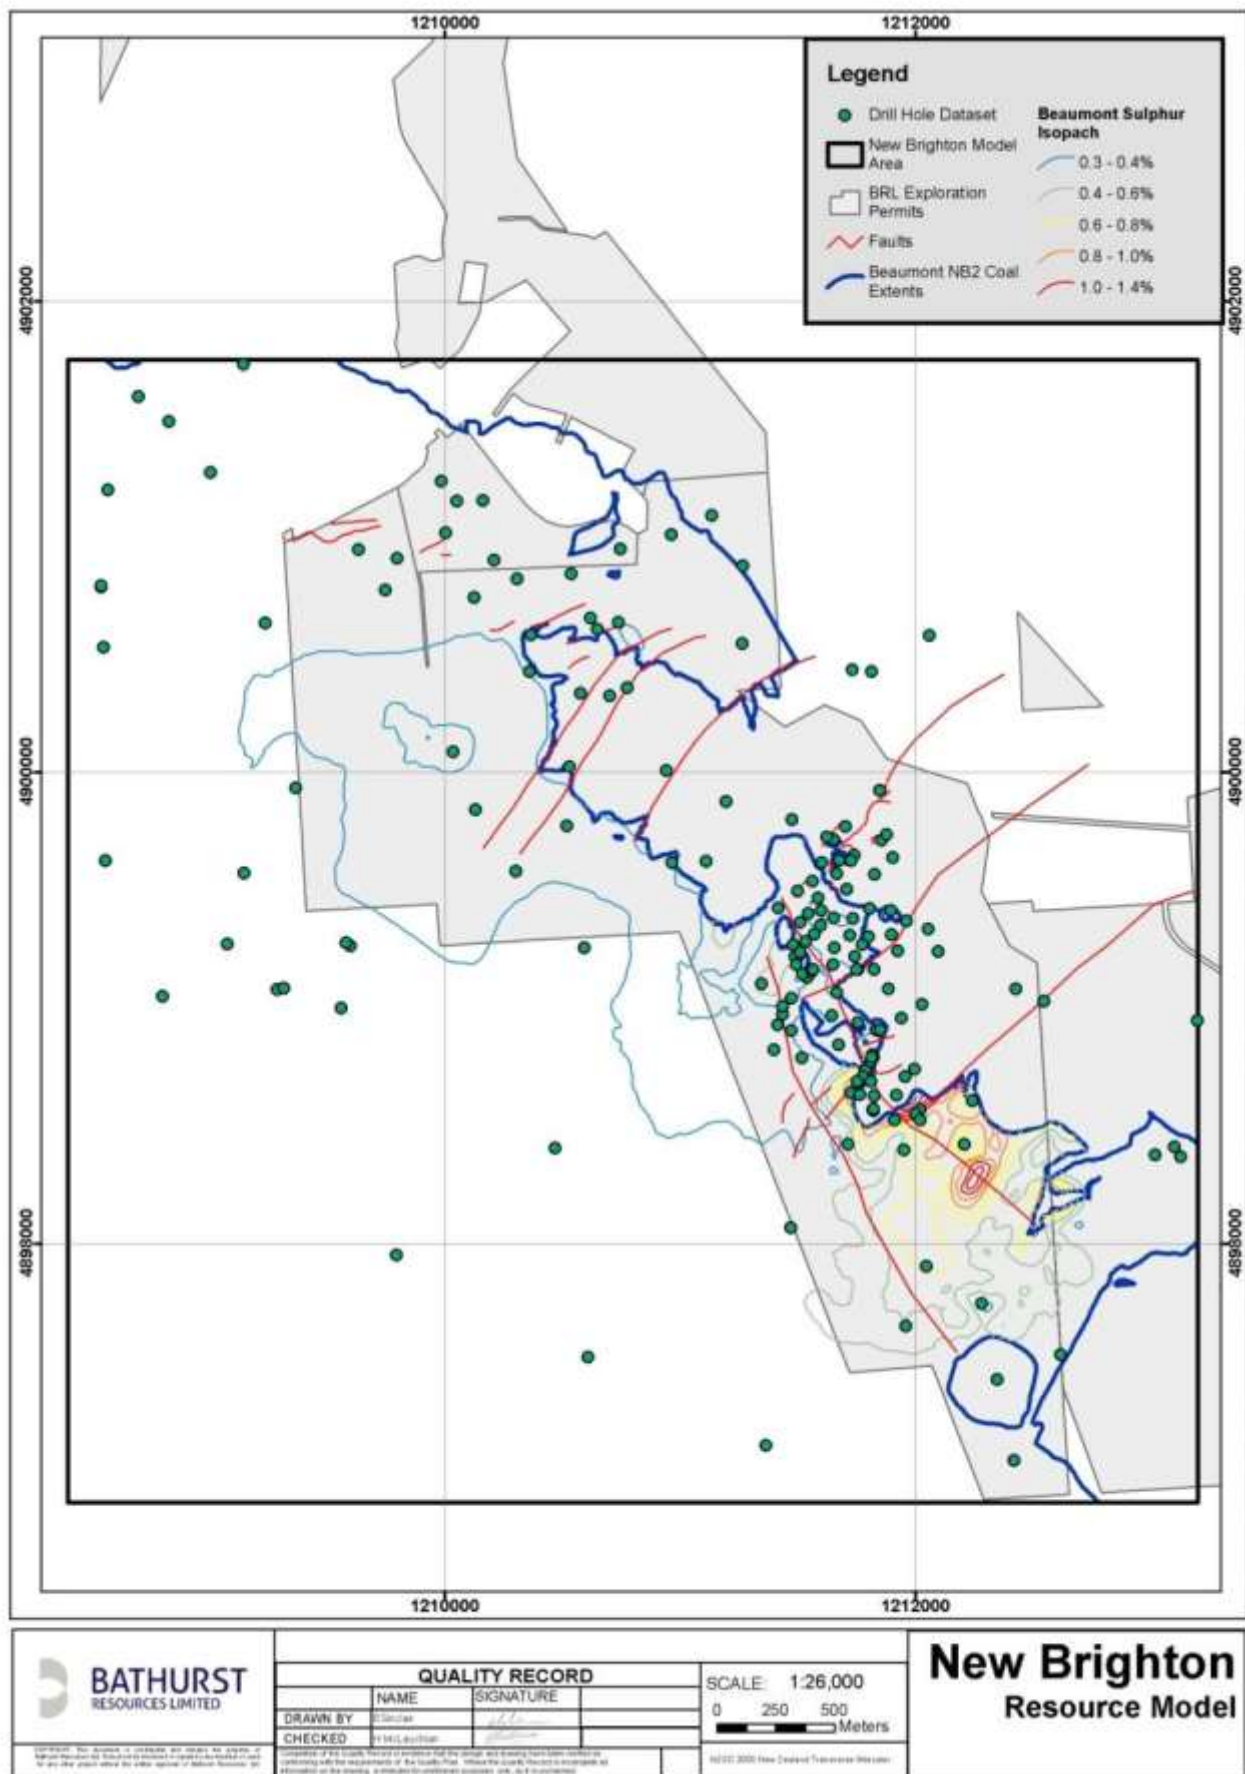 1210000
1212000
Legend
Drill Hole Dataset
New Brighton Model
Area
BRL Exploration
Permits
Faults
Beaumont NB2 Coal
Extents
Beaumont Sulphur
Isopach
0.3 - 0.4%
0.4 - 0.6%
0.6 - 0.8%
0.8 - 1.0%
1.0 - 1.4%
4902000
4902000
4900000
4900000
4898000
4898000
1210000
1212000
BATHURST
RESOURCES LIMITED
QUALITY RECORD
NAME
SIGNATURE
DRAWN BY
CHECKED
SCALE: 1:26,000
0 250 500
Meters
New Brighton
Resource Model